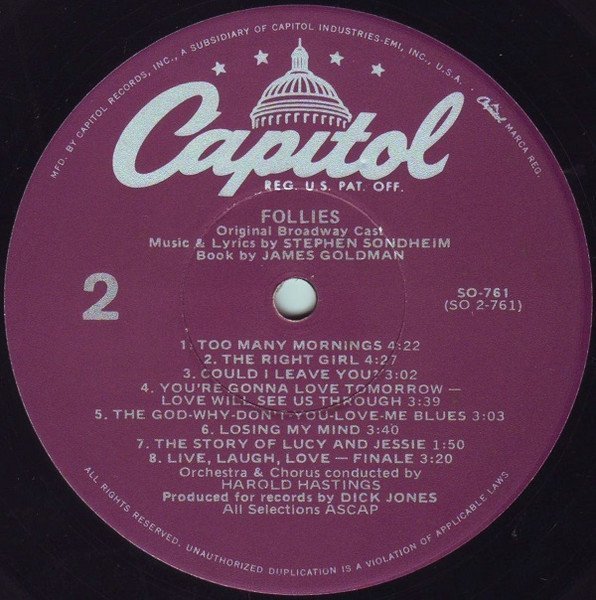 MFD. BY CAPITOL RECORDS, INC., A SUBSIDIARY OF CAPITOL INDUSTRIES-EMI, INC., U.S.A. · Capitol MARCA REG.
Capitol
REG. U.S. PAT. OFF.
FOLLIES
Original Broadway Cast
Music & Lyrics by STEPHEN SONDHEIM
Book by JAMES GOLDMAN
2
SO-761
(SO 2-761)
1. TOO MANY MORNINGS 4:22
2. THE RIGHT GIRL 4:27
3. COULD I LEAVE YOU? 3:02
4. YOU'RE GONNA LOVE TOMORROW —
LOVE WILL SEE US THROUGH 3:39
5. THE GOD-WHY-DON'T-YOU-LOVE-ME BLUES 3:03
6. LOSING MY MIND 3:40
7. THE STORY OF LUCY AND JESSIE 1:50
8. LIVE, LAUGH, LOVE — FINALE 3:20
Orchestra & Chorus conducted by
HAROLD HASTINGS
Produced for records by DICK JONES
All Selections ASCAP
ALL RIGHTS RESERVED. UNAUTHORIZED DUPLICATION IS A VIOLATION OF APPLICABLE LAWS